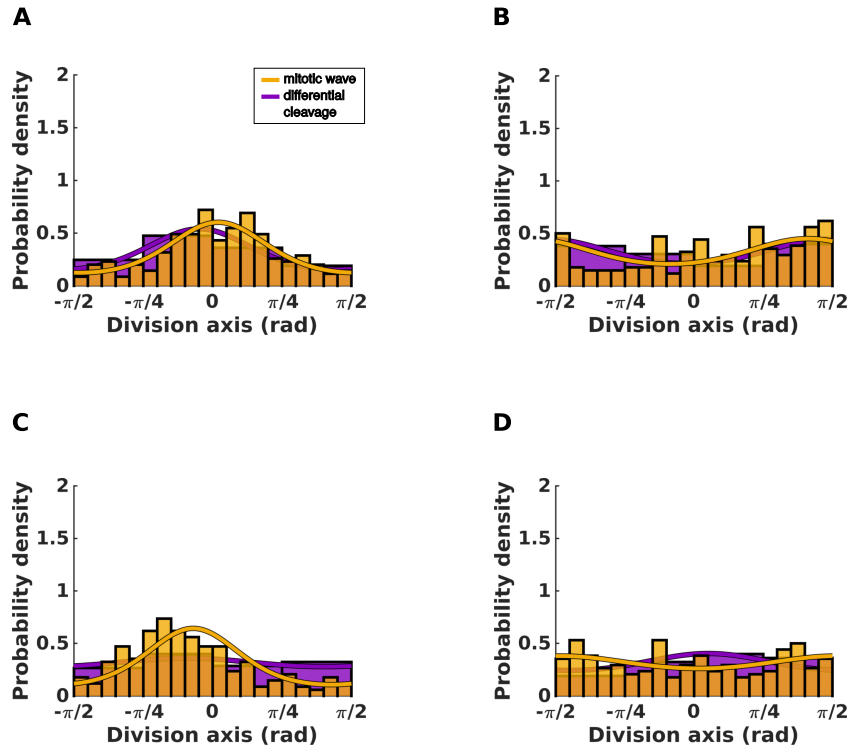 A
Probability density
2
1.5
1
0.5
0
mitotic wave
differential
cleavage
-π/2 -π/4 0 π/4 π/2
Division axis (rad)
B
Probability density
2
1.5
1
0.5
0
-π/2 -π/4 0 π/4 π/2
Division axis (rad)
C
Probability density
2
1.5
1
0.5
0
-π/2 -π/4 0 π/4 π/2
Division axis (rad)
D
Probability density
2
1.5
1
0.5
0
-π/2 -π/4 0 π/4 π/2
Division axis (rad)